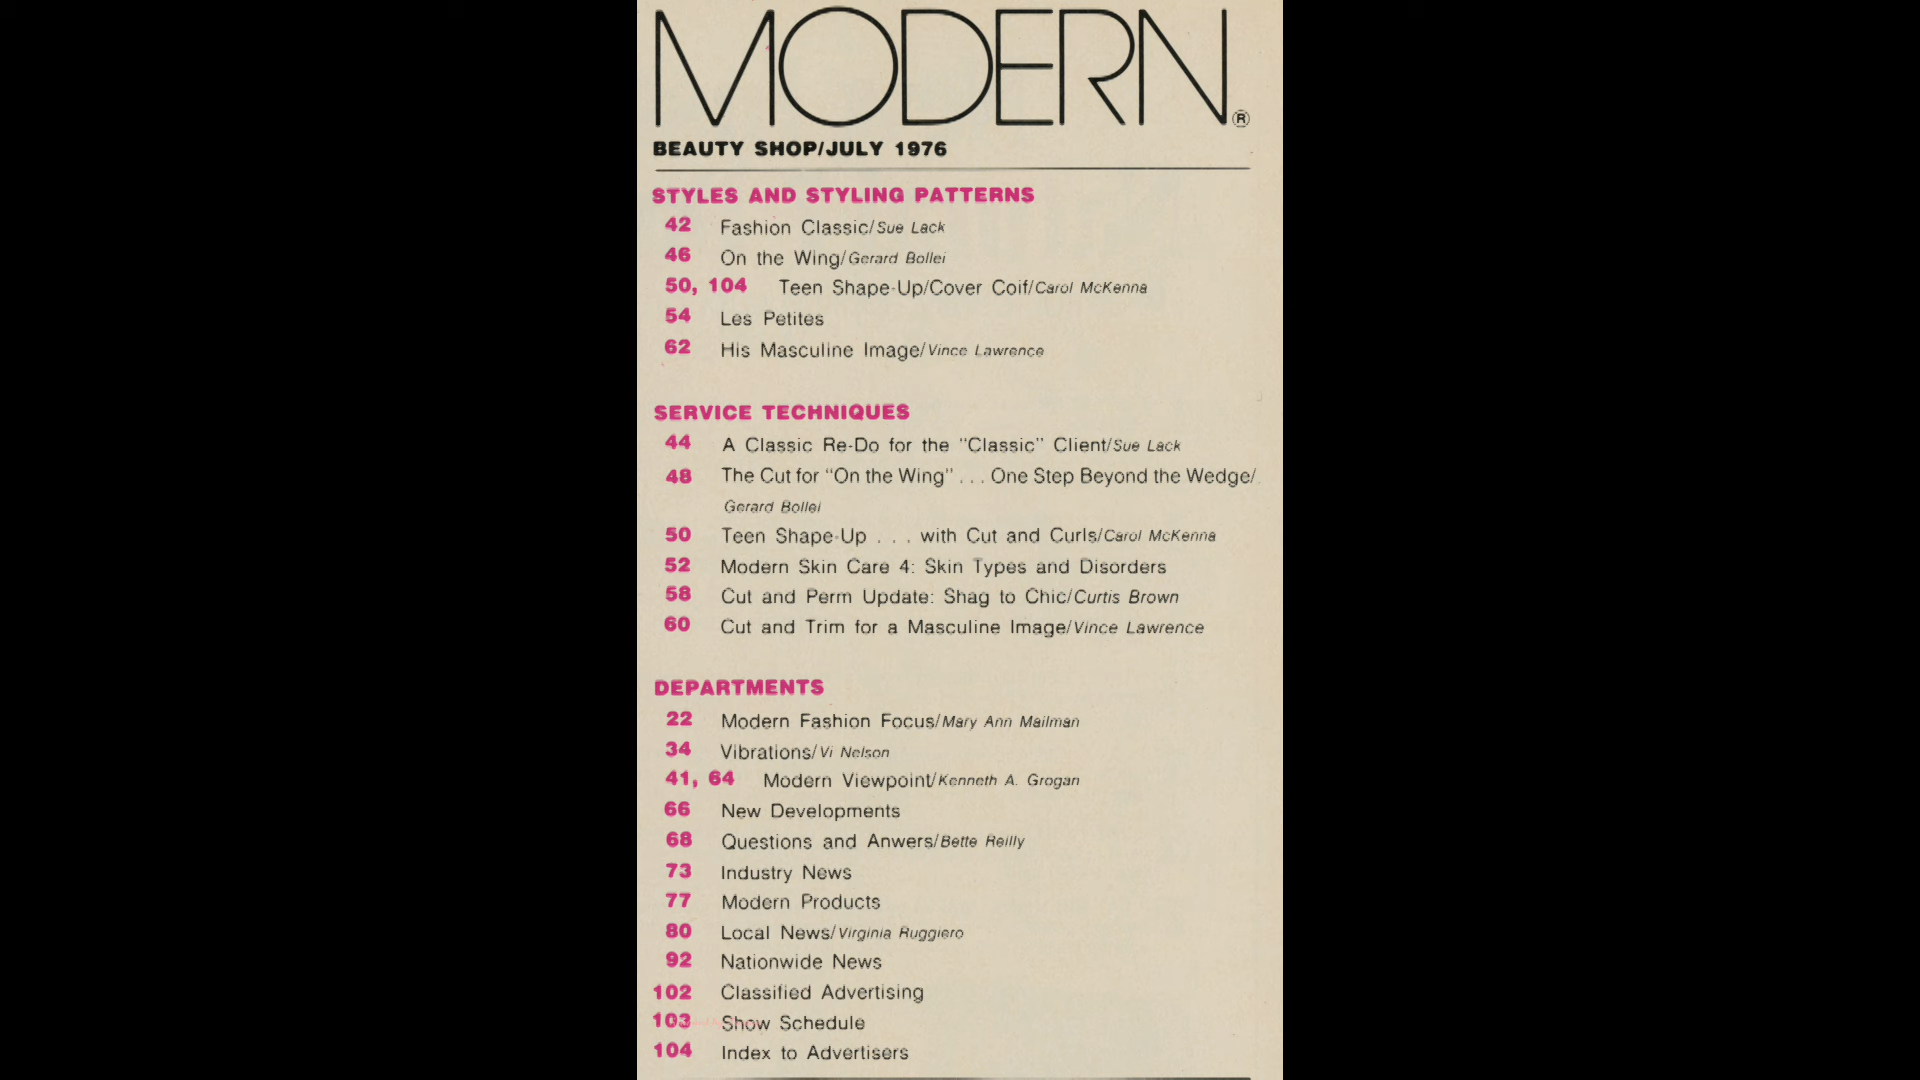 MODERN®
BEAUTY SHOP/JULY 1976
STYLES AND STYLING PATTERNS
42 Fashion Classic/Sue Lack
46 On the Wing/Gerard Bollei
50, 104 Teen Shape-Up/Cover Coif/Carol McKenna
54 Les Petites
62 His Masculine Image/Vince Lawrence
SERVICE TECHNIQUES
44 A Classic Re-Do for the "Classic" Client/Sue Lack
48 The Cut for "On the Wing" . . . One Step Beyond the Wedge/
Gerard Bollei
50 Teen Shape-Up . . . with Cut and Curls/Carol McKenna
52 Modern Skin Care 4: Skin Types and Disorders
58 Cut and Perm Update: Shag to Chic/Curtis Brown
60 Cut and Trim for a Masculine Image/Vince Lawrence
DEPARTMENTS
22 Modern Fashion Focus/Mary Ann Mailman
34 Vibrations/Vi Nelson
41, 64 Modern Viewpoint/Kenneth A. Grogan
66 New Developments
68 Questions and Anwers/Bette Reilly
73 Industry News
77 Modern Products
80 Local News/Virginia Ruggiero
92 Nationwide News
102 Classified Advertising
103 Show Schedule
104 Index to Advertisers